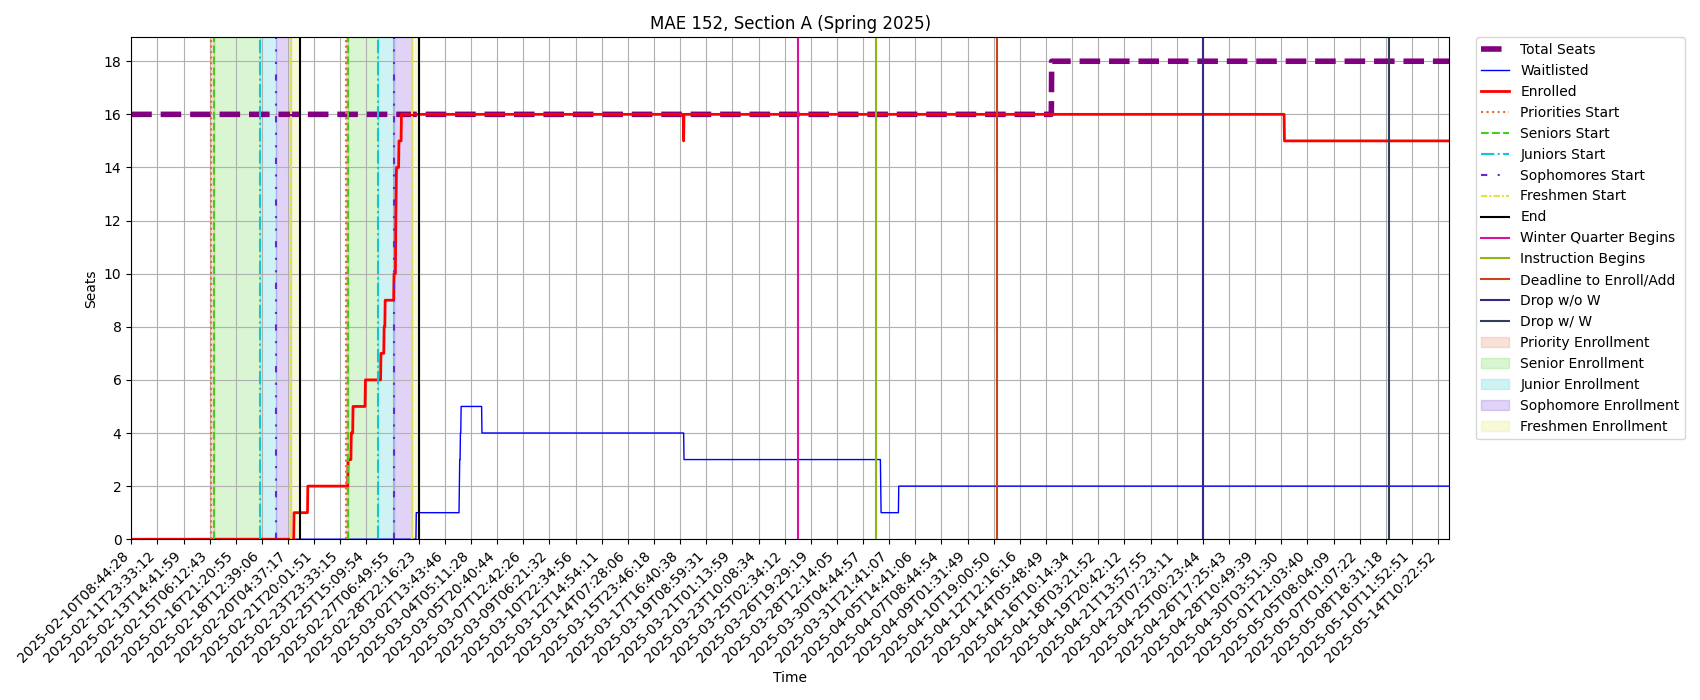 MAE 152, Section A (Spring 2025)
Total Seats
Waitlisted
Enrolled
Priorities Start
Seniors Start
Juniors Start
Sophomores Start
Freshmen Start
End
Winter Quarter Begins
Instruction Begins
Deadline to Enroll/Add
Drop w/o W
Drop w/ W
Priority Enrollment
Senior Enrollment
Junior Enrollment
Sophomore Enrollment
Freshmen Enrollment
Seats
18
16
14
12
10
8
6
4
2
0
2025-02-10T08:44:28
2025-02-11T23:33:12
2025-02-13T14:41:59
2025-02-15T06:12:43
2025-02-16T21:20:55
2025-02-18T12:39:06
2025-02-20T04:37:17
2025-02-21T20:01:51
2025-02-23T23:33:15
2025-02-25T15:09:54
2025-02-27T06:49:55
2025-02-28T22:16:23
2025-03-02T13:43:46
2025-03-04T05:11:28
2025-03-05T20:40:44
2025-03-07T12:42:26
2025-03-09T06:21:32
2025-03-10T22:34:56
2025-03-12T14:54:11
2025-03-14T07:28:06
2025-03-15T23:46:18
2025-03-17T16:40:38
2025-03-19T08:59:31
2025-03-21T01:13:59
2025-03-23T10:08:34
2025-03-25T02:34:12
2025-03-26T19:29:19
2025-03-28T12:14:05
2025-03-30T04:44:57
2025-03-31T21:41:07
2025-04-05T14:41:06
2025-04-07T08:44:54
2025-04-09T01:31:49
2025-04-10T19:00:50
2025-04-12T12:16:16
2025-04-14T05:48:49
2025-04-16T10:14:34
2025-04-18T03:21:52
2025-04-19T20:42:12
2025-04-21T13:57:55
2025-04-23T07:23:11
2025-04-25T00:23:44
2025-04-26T17:25:43
2025-04-28T10:49:39
2025-04-30T03:51:30
2025-05-01T21:03:40
2025-05-05T08:04:09
2025-05-07T01:07:22
2025-05-08T18:31:18
2025-05-10T11:52:51
2025-05-14T10:22:52
Time